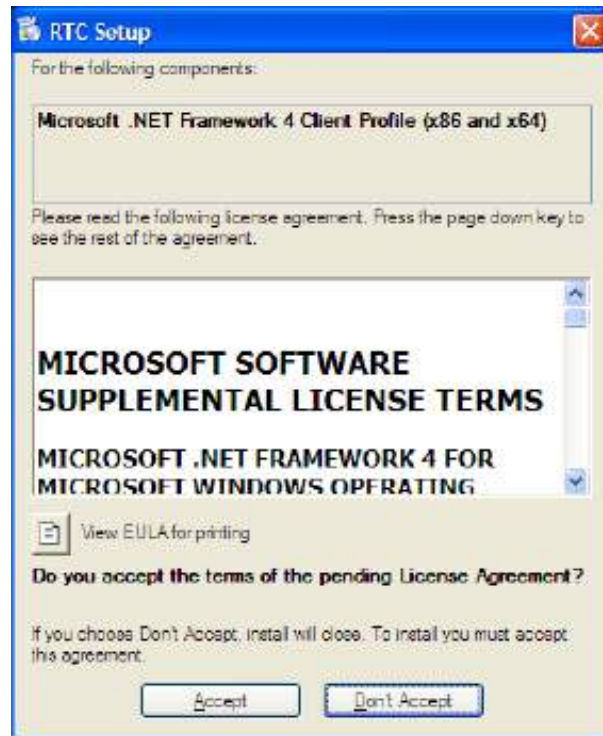 RTC Setup
For the following components:
Microsoft .NET Framework 4 Client Profile (x86 and x64)
Please read the following license agreement. Press the page down key to
see the rest of the agreement.
MICROSOFT SOFTWARE
SUPPLEMENTAL LICENSE TERMS
MICROSOFT .NET FRAMEWORK 4 FOR
MICROSOFT WINDOWS OPERATING
View EULA for printing
Do you accept the terms of the pending License Agreement?
If you choose Don't Accept, install will close. To install you must accept
this agreement.
Accept
Don't Accept